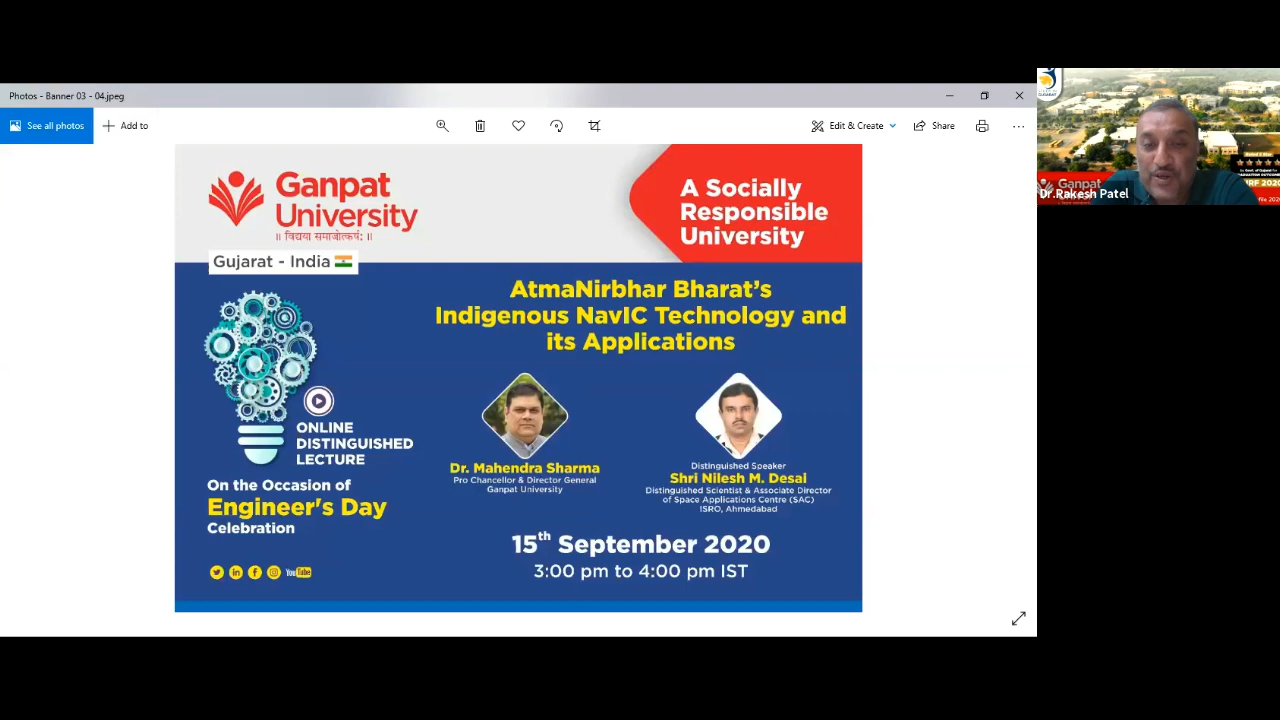 Photos - Banner 03 - 04.jpeg
See all photos
Add to
Edit & Create
Share
Ganpat
University
॥ विद्यया समाजोत्कर्षः ॥
Gujarat - India
A Socially
Responsible
University
AtmaNirbhar Bharat's
Indigenous NavIC Technology and
its Applications
ONLINE
DISTINGUISHED
LECTURE
On the Occasion of
Engineer's Day
Celebration
Dr. Mahendra Sharma
Pro Chancellor & Director General
Ganpat University
Distinguished Speaker
Shri Nilesh M. Desai
Distinguished Scientist & Associate Director
of Space Applications Centre (SAC)
ISRO, Ahmedabad
15th September 2020
3:00 pm to 4:00 pm IST
YouTube
Ganpat
Dr.Rakesh Patel